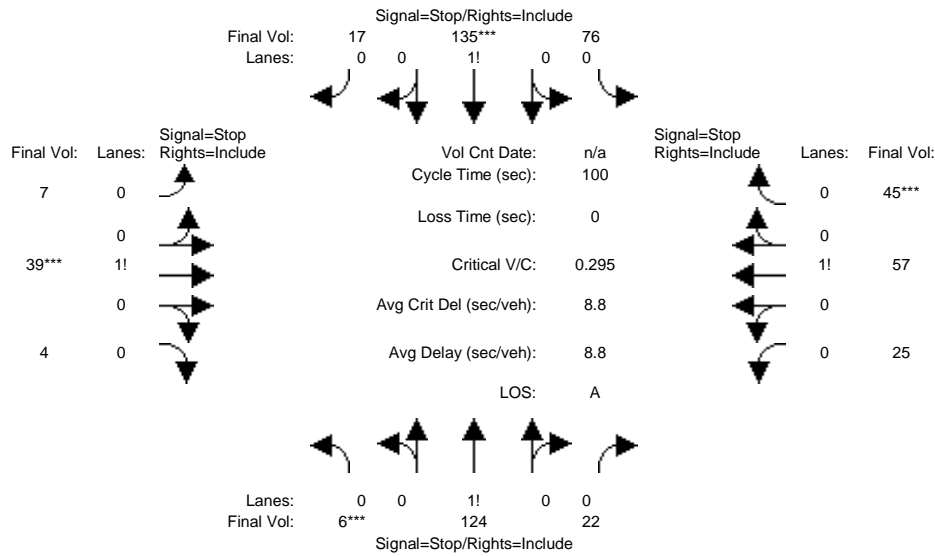 Signal=Stop/Rights=Include
Final Vol: 17 135*** 76
Lanes: 0 0 1! 0 0
Signal=Stop
Final Vol: Lanes: Rights=Include
Vol Cnt Date: n/a
Signal=Stop
Rights=Include Lanes: Final Vol:
Cycle Time (sec): 100
7 0
0 45***
Loss Time (sec): 0
0
0
39*** 1!
Critical V/C: 0.295
1! 57
0
Avg Crit Del (sec/veh): 8.8
0
4 0
Avg Delay (sec/veh): 8.8
0 25
LOS: A
Lanes: 0 0 1! 0 0
Final Vol: 6*** 124 22
Signal=Stop/Rights=Include